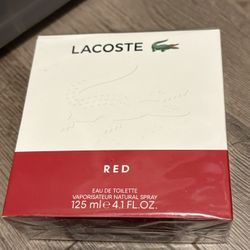 LACOSTE
RED
EAU DE TOILETTE
VAPORISATEUR NATURAL SPRAY
125 ml e 4.1 FL.OZ.